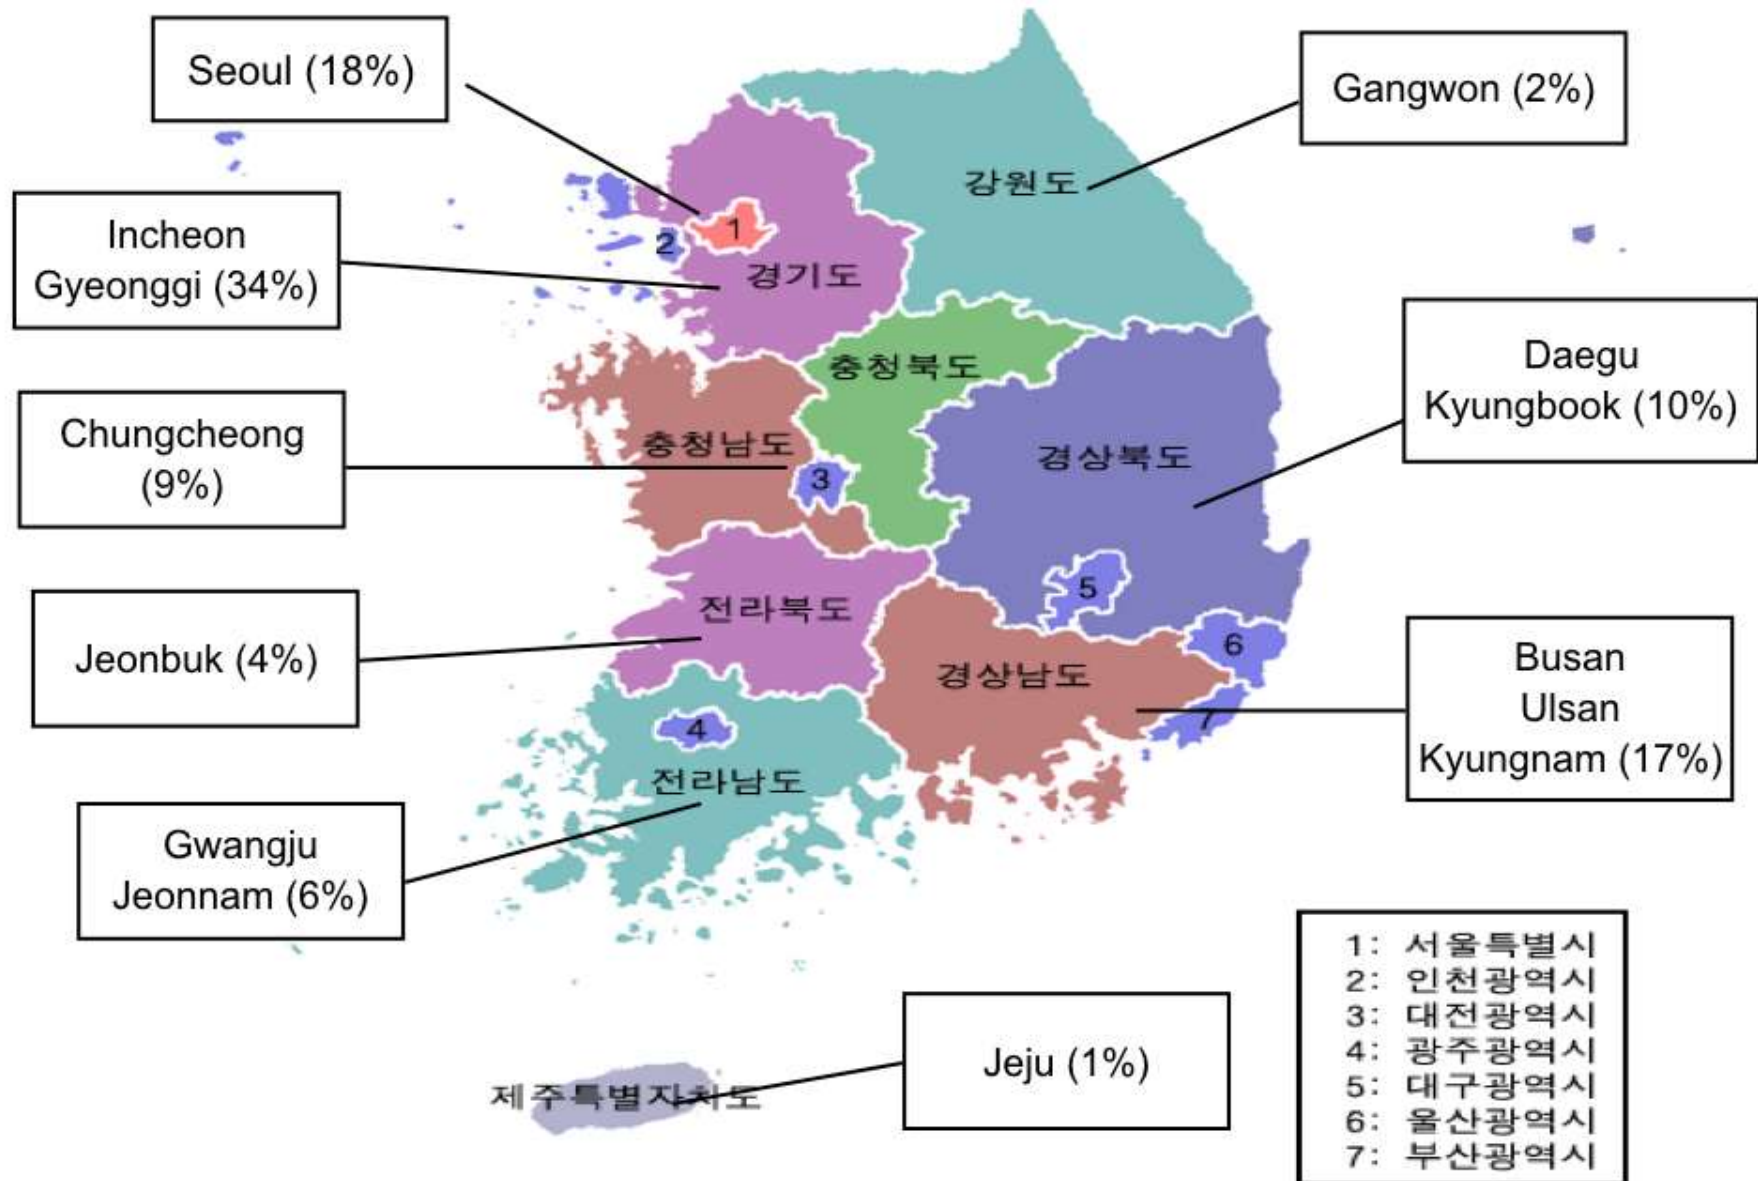 Seoul (18%)
Gangwon (2%)
강원도
Incheon
Gyeonggi (34%)
1
2
경기도
Daegu
Kyungbook (10%)
충청북도
Chungcheong
(9%)
충청남도
3
경상북도
Jeonbuk (4%)
전라북도
5
6
경상남도
7
Busan
Ulsan
Kyungnam (17%)
4
전라남도
Gwangju
Jeonnam (6%)
Jeju (1%)
제주특별자치도
1: 서울특별시
2: 인천광역시
3: 대전광역시
4: 광주광역시
5: 대구광역시
6: 울산광역시
7: 부산광역시